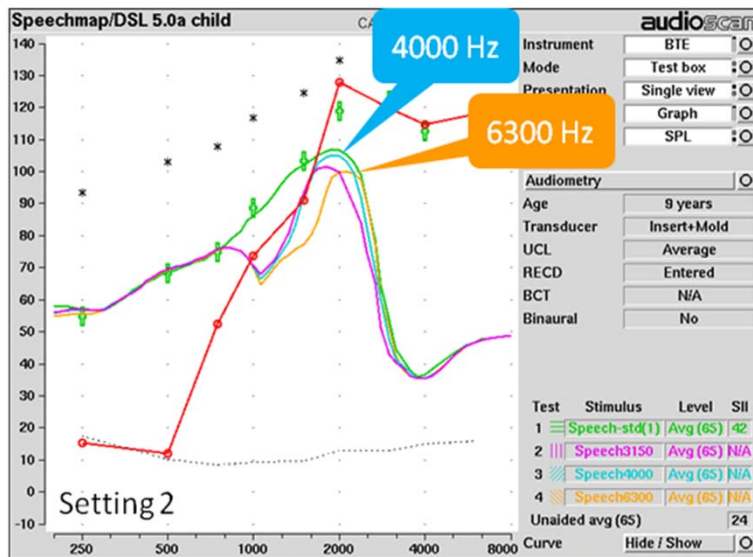 Speechmap/DSL 5.0a child
CA
audioscan
4000 Hz
6300 Hz
Instrument BTE
Mode Test box
Presentation Single view
Graph
SPL
Audiometry
Age 9 years
Transducer Insert+Mold
UCL Average
RECD Entered
BCT N/A
Binaural No
Test Stimulus Level SII
1 Speech-std(1) Avg (65) 42
2 Speech3150 Avg (65) N/A
3 Speech4000 Avg (65) N/A
4 Speech6300 Avg (65) N/A
Unaided avg (65) 24
Curve Hide / Show
140
130
120
110
100
90
80
70
60
50
40
30
20
10
0
-10
Setting 2
250 500 1000 2000 4000 8000